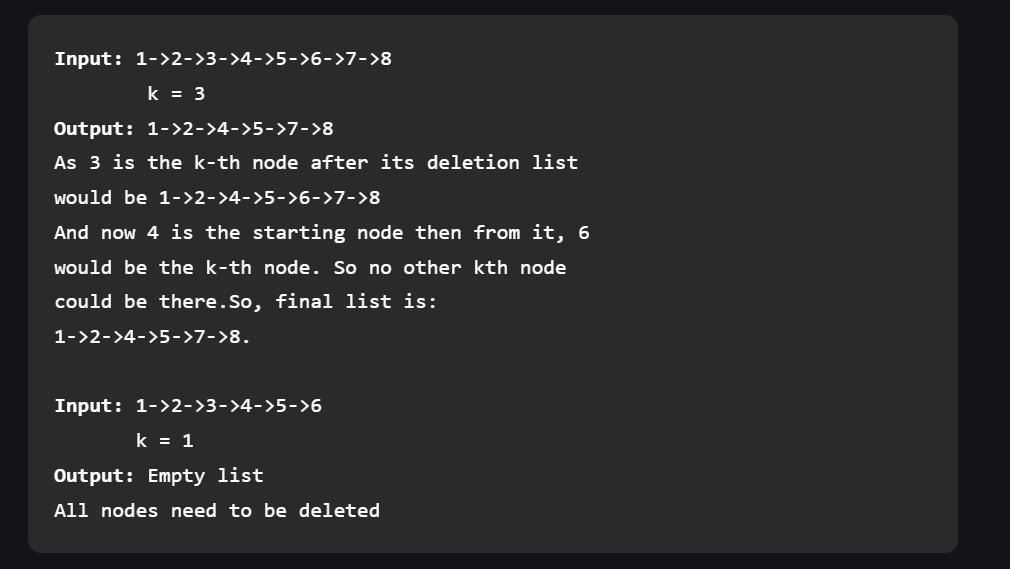 Input: 1->2->3->4->5->6->7->8
k = 3
Output: 1->2->4->5->7->8
As 3 is the k-th node after its deletion list
would be 1->2->4->5->6->7->8
And now 4 is the starting node then from it, 6
would be the k-th node. So no other kth node
could be there.So, final list is:
1->2->4->5->7->8.
Input: 1->2->3->4->5->6
k = 1
Output: Empty list
All nodes need to be deleted